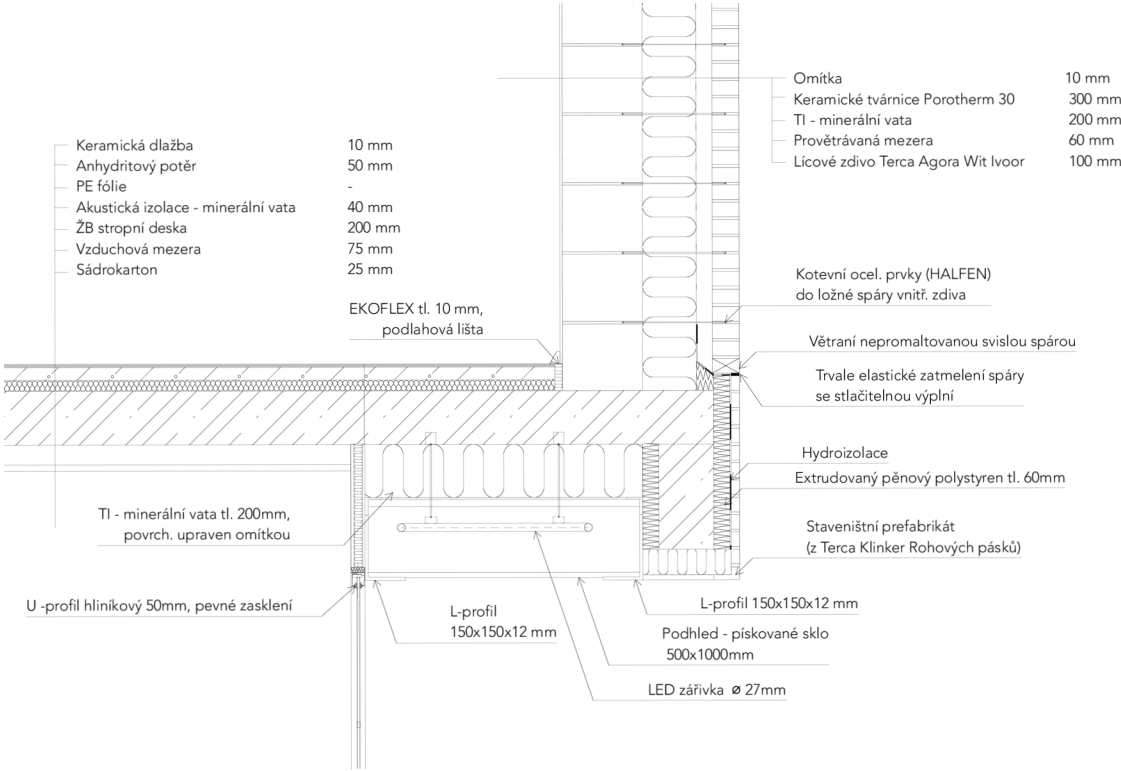 Omítka 10 mm
Keramické tvárnice Porotherm 30 300 mm
TI - minerální vata 200 mm
Provětrávaná mezera 60 mm
Lícové zdivo Terca Agora Wit Ivoor 100 mm
Keramická dlažba 10 mm
Anhydritový potěr 50 mm
PE fólie -
Akustická izolace - minerální vata 40 mm
ŽB stropní deska 200 mm
Vzduchová mezera 75 mm
Sádrokarton 25 mm
Kotevní ocel. prvky (HALFEN)
do ložné spáry vnitř. zdiva
EKOFLEX tl. 10 mm,
podlahová lišta
Větraní nepromaltovanou svislou spárou
Trvale elastické zatmelení spáry
se stlačitelnou výplní
Hydroizolace
Extrudovaný pěnový polystyren tl. 60mm
TI - minerální vata tl. 200mm,
povrch. upraven omítkou
Staveništní prefabrikát
(z Terca Klinker Rohových pásků)
U -profil hliníkový 50mm, pevné zasklení
L-profil
150x150x12 mm
L-profil 150x150x12 mm
Podhled - pískované sklo
500x1000mm
LED zářivka ø 27mm